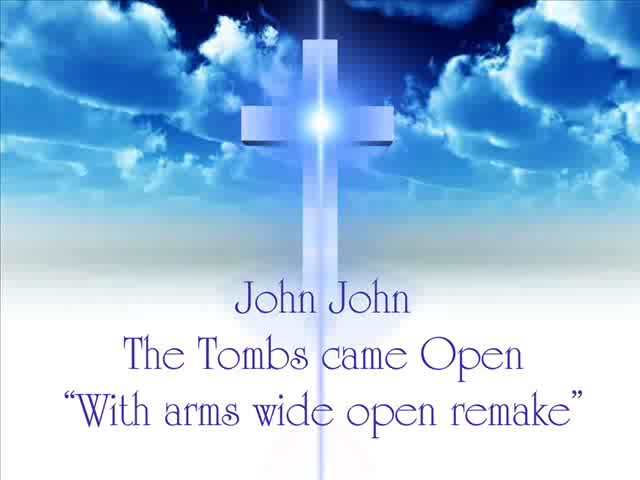 John John
The Tombs came Open
“With arms wide open remake”